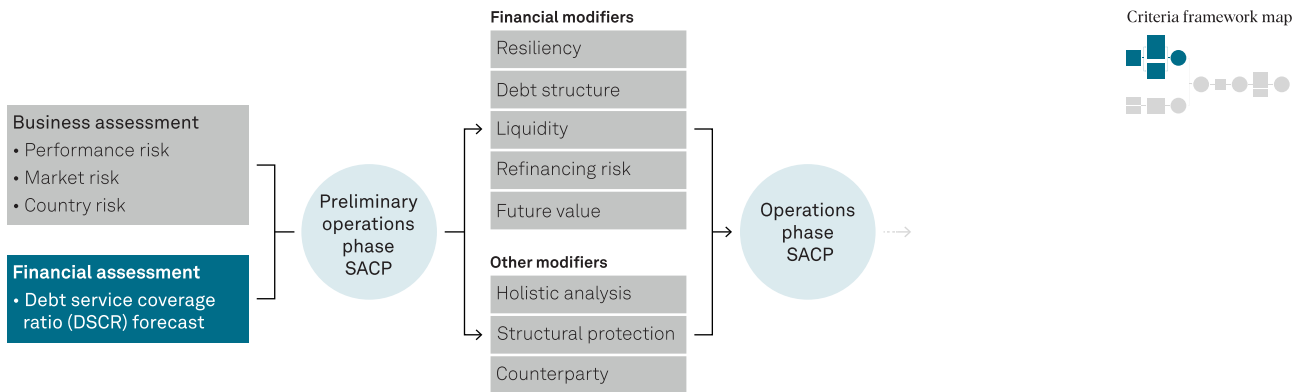 Criteria framework map
Business assessment
• Performance risk
• Market risk
• Country risk
Financial assessment
• Debt service coverage
ratio (DSCR) forecast
Preliminary
operations
phase
SACP
Financial modifiers
Resiliency
Debt structure
Liquidity
Refinancing risk
Future value
Other modifiers
Holistic analysis
Structural protection
Counterparty
Operations
phase
SACP